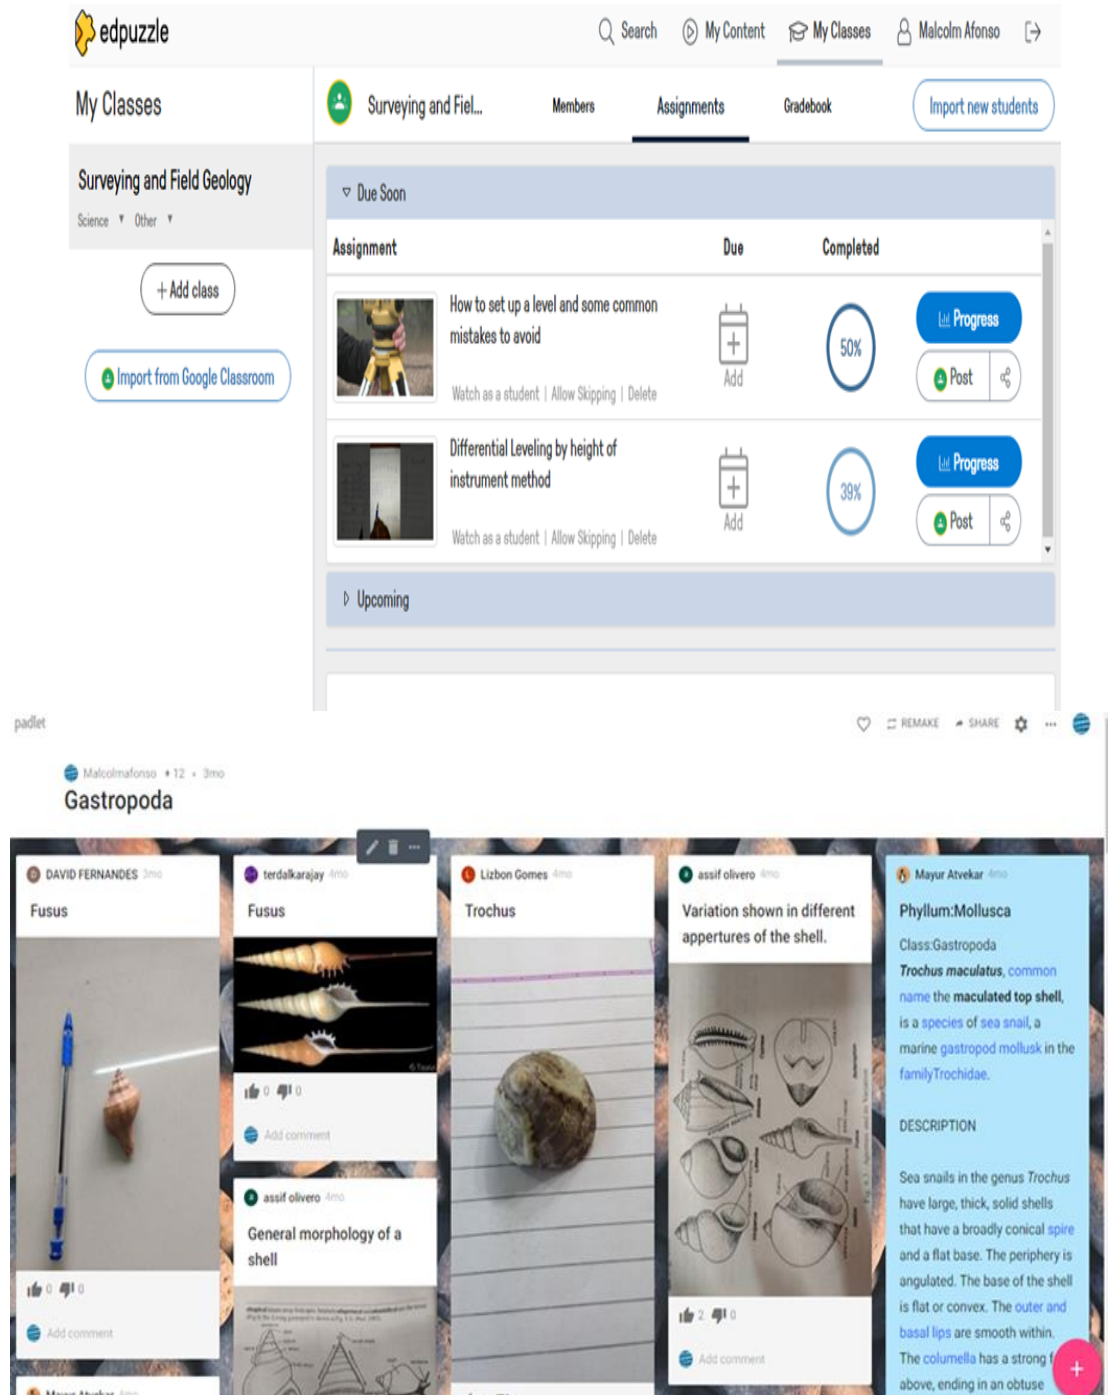 edpuzzle
Search
My Content
My Classes
Malcolm Afonso
My Classes
Surveying and Fiel...
Members
Assignments
Gradebook
Import new students
Surveying and Field Geology
Science
Other
+ Add class
Import from Google Classroom
Due Soon
Assignment
Due
Completed
How to set up a level and some common
mistakes to avoid
Watch as a student | Allow Skipping | Delete
Add
50%
Progress
Post
Differential Leveling by height of
instrument method
Watch as a student | Allow Skipping | Delete
Add
39%
Progress
Post
Upcoming
padlet
REMAKE
SHARE
Malcolmafonso + 12 • 3mo
Gastropoda
DAVID FERNANDES 3mo
Fusus
0 0
Add comment
Mayur Atvekar 4mo
terdalkarajay 4mo
Fusus
0 0
Add comment
assif olivero 4mo
General morphology of a
shell
Lizbon Gomes 4mo
Trochus
assif olivero 4mo
Variation shown in different
appertures of the shell.
2 0
Add comment
Mayur Atvekar 4mo
Phyllum:Mollusca
Class:Gastropoda
Trochus maculatus, common
name the maculated top shell,
is a species of sea snail, a
marine gastropod mollusk in the
familyTrochidae.
DESCRIPTION
Sea snails in the genus Trochus
have large, thick, solid shells
that have a broadly conical spire
and a flat base. The periphery is
angulated. The base of the shell
is flat or convex. The outer and
basal lips are smooth within.
The columella has a strong
above, ending in an obtuse